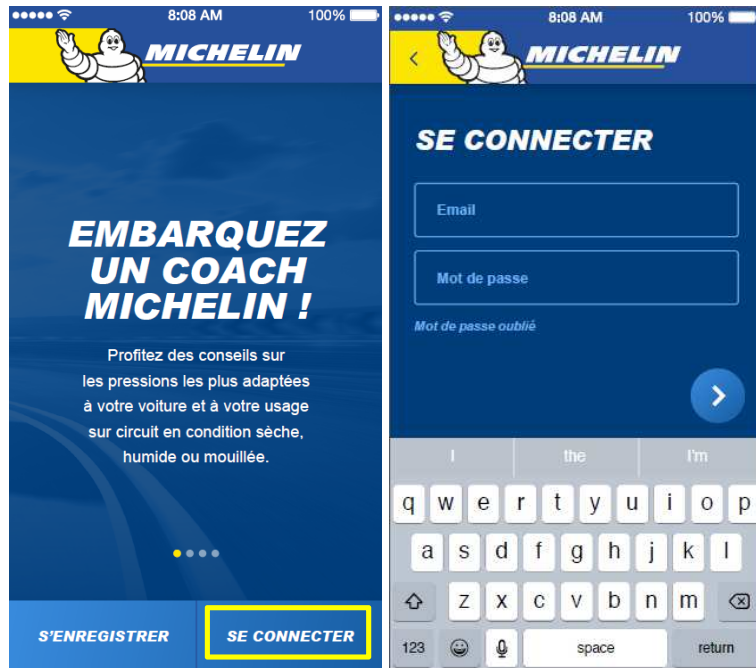 8:08 AM
100%
MICHELIN
EMBARQUEZ
UN COACH
MICHELIN !
Profitez des conseils sur
les pressions les plus adaptées
à votre voiture et à votre usage
sur circuit en condition sèche,
humide ou mouillée.
S'ENREGISTRER
SE CONNECTER
8:08 AM
100%
MICHELIN
SE CONNECTER
Email
Mot de passe
Mot de passe oublié
I the I'm
q w e r t y u i o p
a s d f g h j k l
z x c v b n m
123 space return